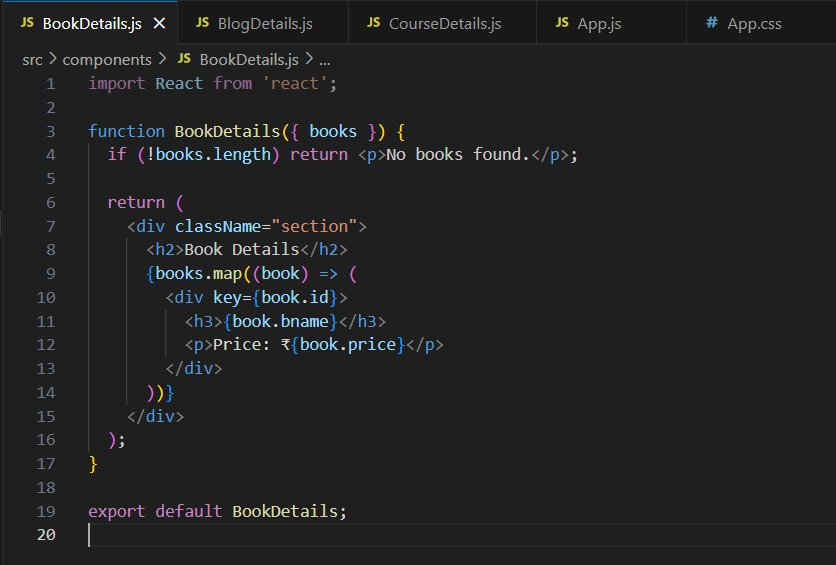 JS BookDetails.js × JS BlogDetails.js JS CourseDetails.js JS App.js # App.css
src > components > JS BookDetails.js > ...
1 import React from 'react';
2
3 function BookDetails({ books }) {
4   if (!books.length) return <p>No books found.</p>;
5
6   return (
7     <div className="section">
8       <h2>Book Details</h2>
9       {books.map((book) => (
10         <div key={book.id}>
11           <h3>{book.bname}</h3>
12           <p>Price: ₹{book.price}</p>
13         </div>
14       ))}
15     </div>
16   );
17 }
18
19 export default BookDetails;
20